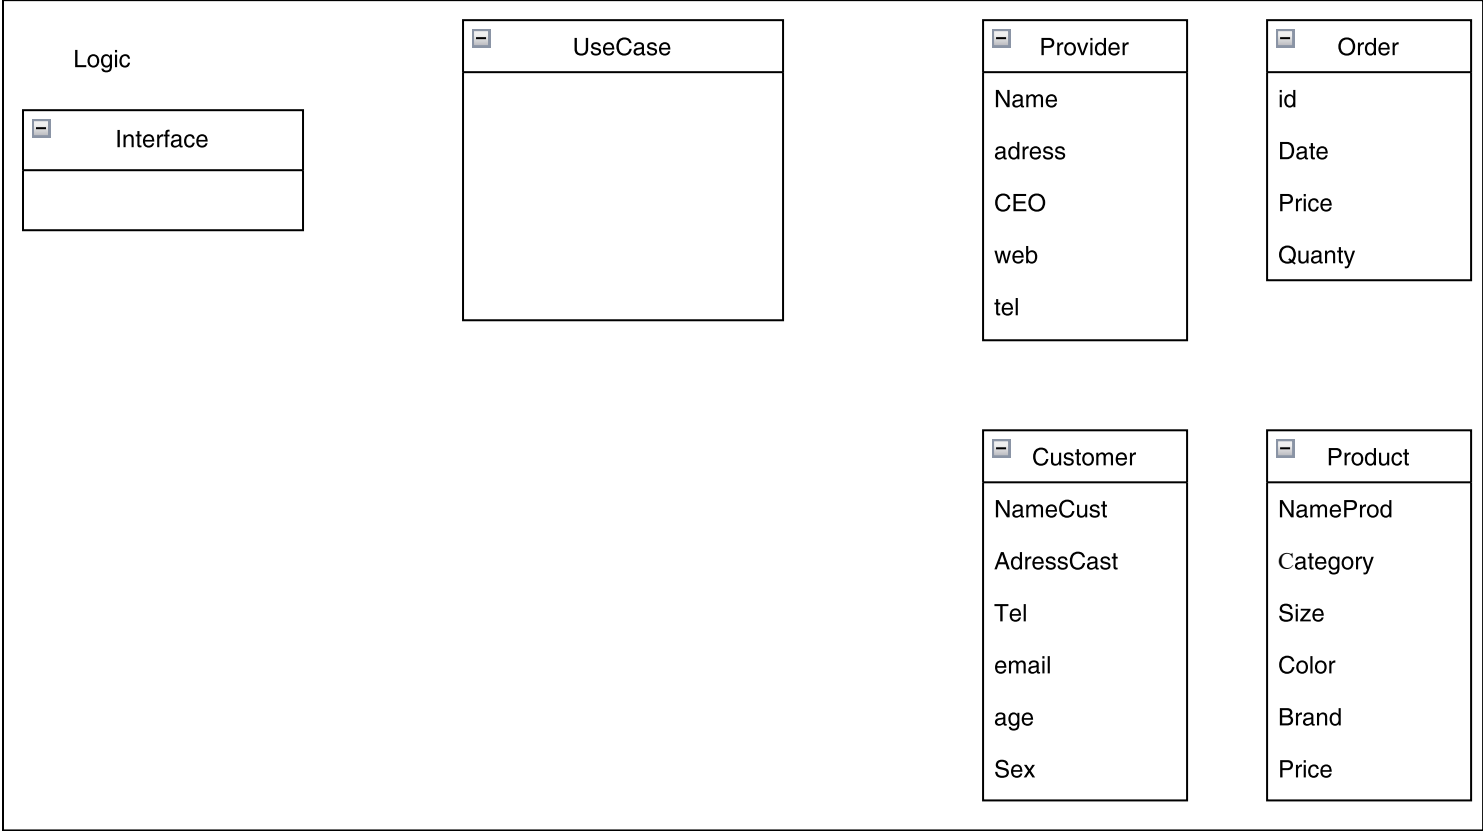 Logic
Interface
UseCase
Provider
Name
adress
CEO
web
tel
Order
id
Date
Price
Quanty
Customer
NameCust
AdressCast
Tel
email
age
Sex
Product
NameProd
Сategory
Size
Color
Brand
Price